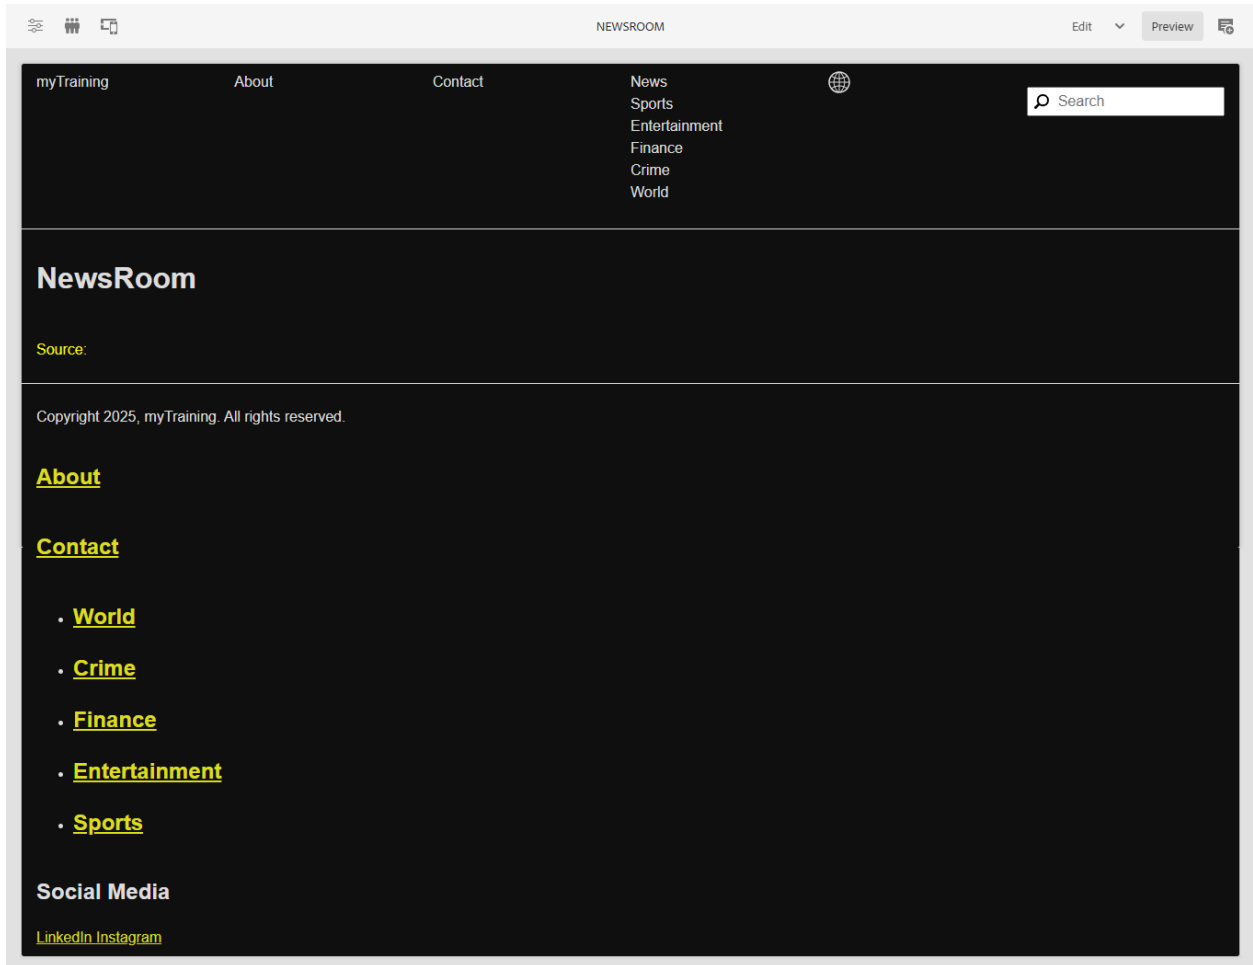 NEWSROOM
Edit
Preview
myTraining
About
Contact
News
Sports
Entertainment
Finance
Crime
World
Search
NewsRoom
Source:
Copyright 2025, myTraining. All rights reserved.
About
Contact
World
Crime
Finance
Entertainment
Sports
Social Media
LinkedIn Instagram